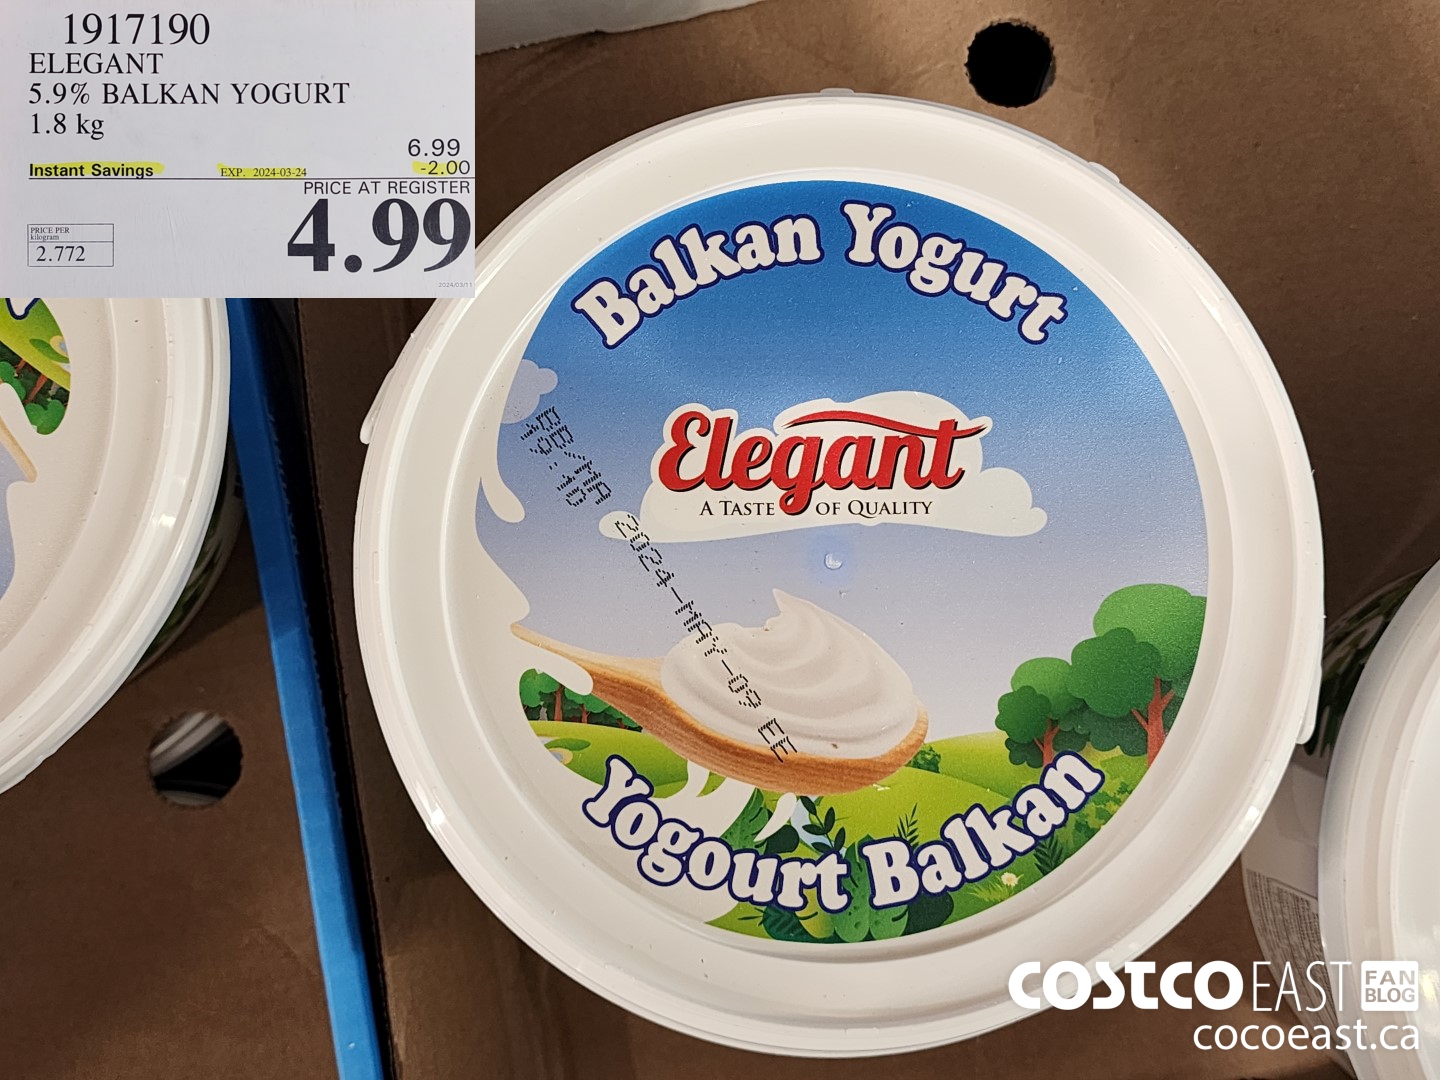 1917190
ELEGANT
5.9% BALKAN YOGURT
1.8 kg
6.99
Instant Savings EXP. 2024-03-24 -2.00
PRICE AT REGISTER
4.99
PRICE PER
kilogram
2.772
2024/03/11
Balkan Yogurt
Elegant
A TASTE OF QUALITY
Yogourt Balkan
COSTCO EAST FAN BLOG
cocoeast.ca